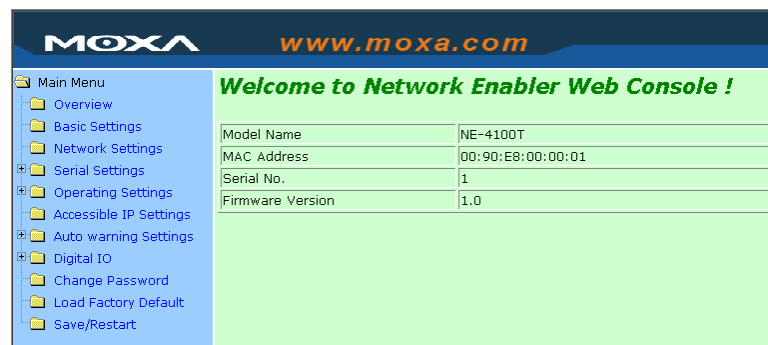 MOXA www.moxa.com
Main Menu
Overview
Basic Settings
Network Settings
Serial Settings
Operating Settings
Accessible IP Settings
Auto warning Settings
Digital IO
Change Password
Load Factory Default
Save/Restart
Welcome to Network Enabler Web Console !
Model Name NE-4100T
MAC Address 00:90:E8:00:00:01
Serial No. 1
Firmware Version 1.0